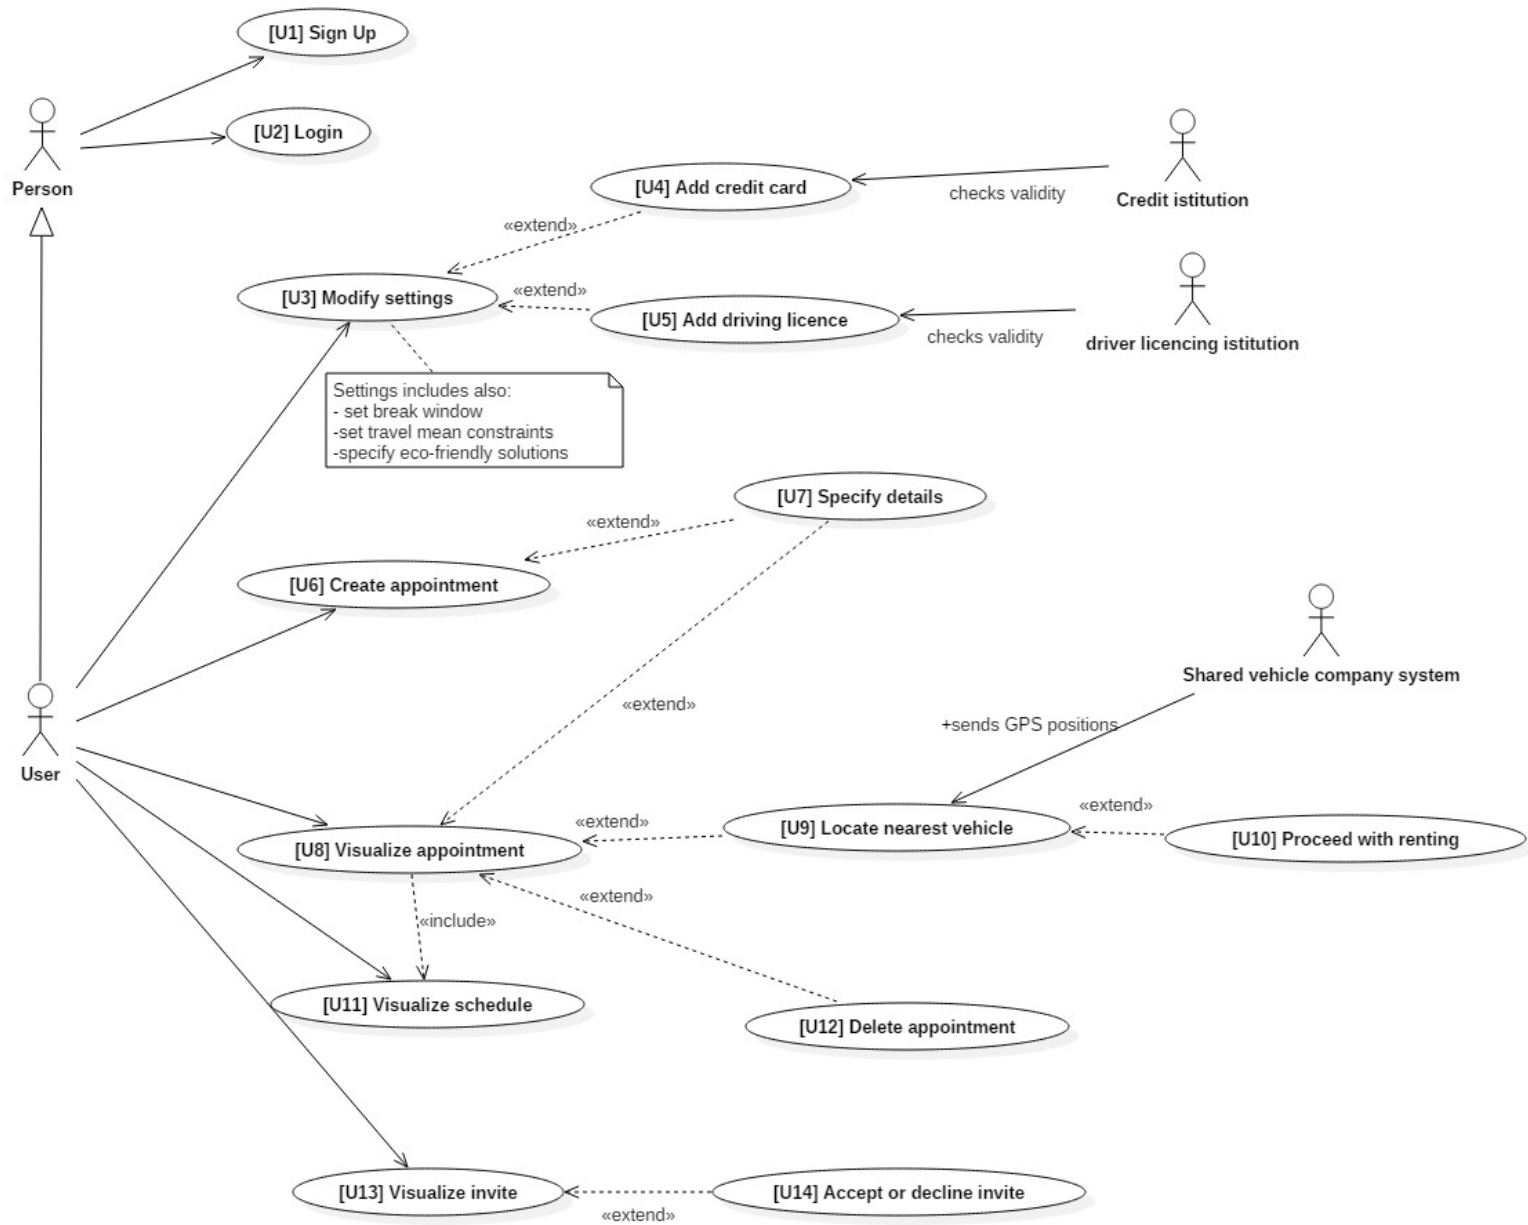 [U1] Sign Up
[U2] Login
Person
[U4] Add credit card
checks validity
Credit istitution
«extend»
[U3] Modify settings
«extend»
[U5] Add driving licence
checks validity
driver licencing istitution
Settings includes also:
- set break window
-set travel mean constraints
-specify eco-friendly solutions
[U7] Specify details
«extend»
[U6] Create appointment
Shared vehicle company system
«extend»
+sends GPS positions
User
«extend»
«extend»
[U9] Locate nearest vehicle
[U10] Proceed with renting
[U8] Visualize appointment
«extend»
«include»
[U11] Visualize schedule
[U12] Delete appointment
[U13] Visualize invite
[U14] Accept or decline invite
«extend»